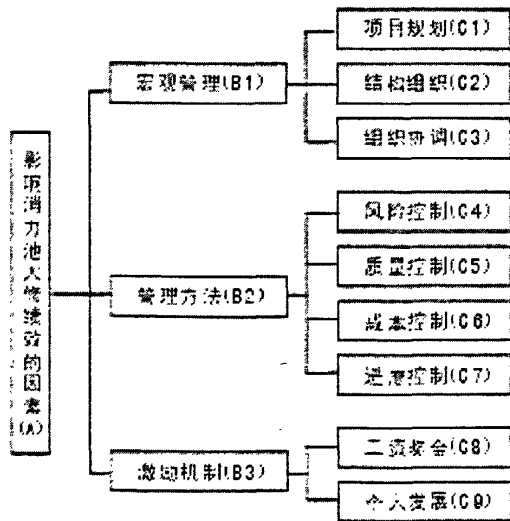 影响消力池大修绩效的因素(A)
宏观管理(B1)
管理方法(B2)
激励机制(B3)
项目规划(C1)
结构组织(C2)
组织协调(C3)
风险控制(C4)
质量控制(C5)
成本控制(C6)
进度控制(C7)
工资奖金(C8)
个人发展(C9)